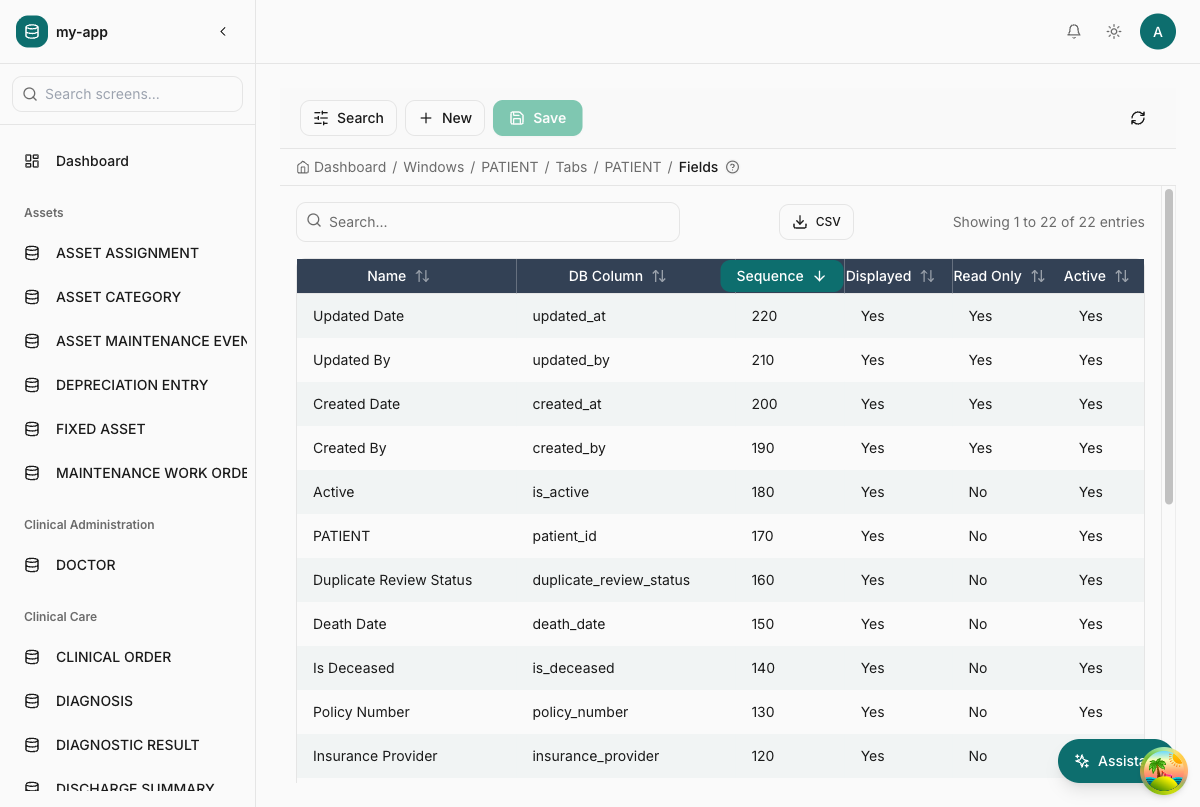 my-app
A
Search screens...
Search
New
Save
Dashboard
Dashboard / Windows / PATIENT / Tabs / PATIENT / Fields
Assets
Search...
CSV
Showing 1 to 22 of 22 entries
ASSET ASSIGNMENT
ASSET CATEGORY
ASSET MAINTENANCE EVEN
DEPRECIATION ENTRY
FIXED ASSET
MAINTENANCE WORK ORDE
Clinical Administration
DOCTOR
Clinical Care
CLINICAL ORDER
DIAGNOSIS
DIAGNOSTIC RESULT
DISCHARGE SUMMARY
Name DB Column Sequence Displayed Read Only Active
Updated Date updated_at 220 Yes Yes Yes
Updated By updated_by 210 Yes Yes Yes
Created Date created_at 200 Yes Yes Yes
Created By created_by 190 Yes Yes Yes
Active is_active 180 Yes No Yes
PATIENT patient_id 170 Yes No Yes
Duplicate Review Status duplicate_review_status 160 Yes No Yes
Death Date death_date 150 Yes No Yes
Is Deceased is_deceased 140 Yes No Yes
Policy Number policy_number 130 Yes No Yes
Insurance Provider insurance_provider 120 Yes No
Assista